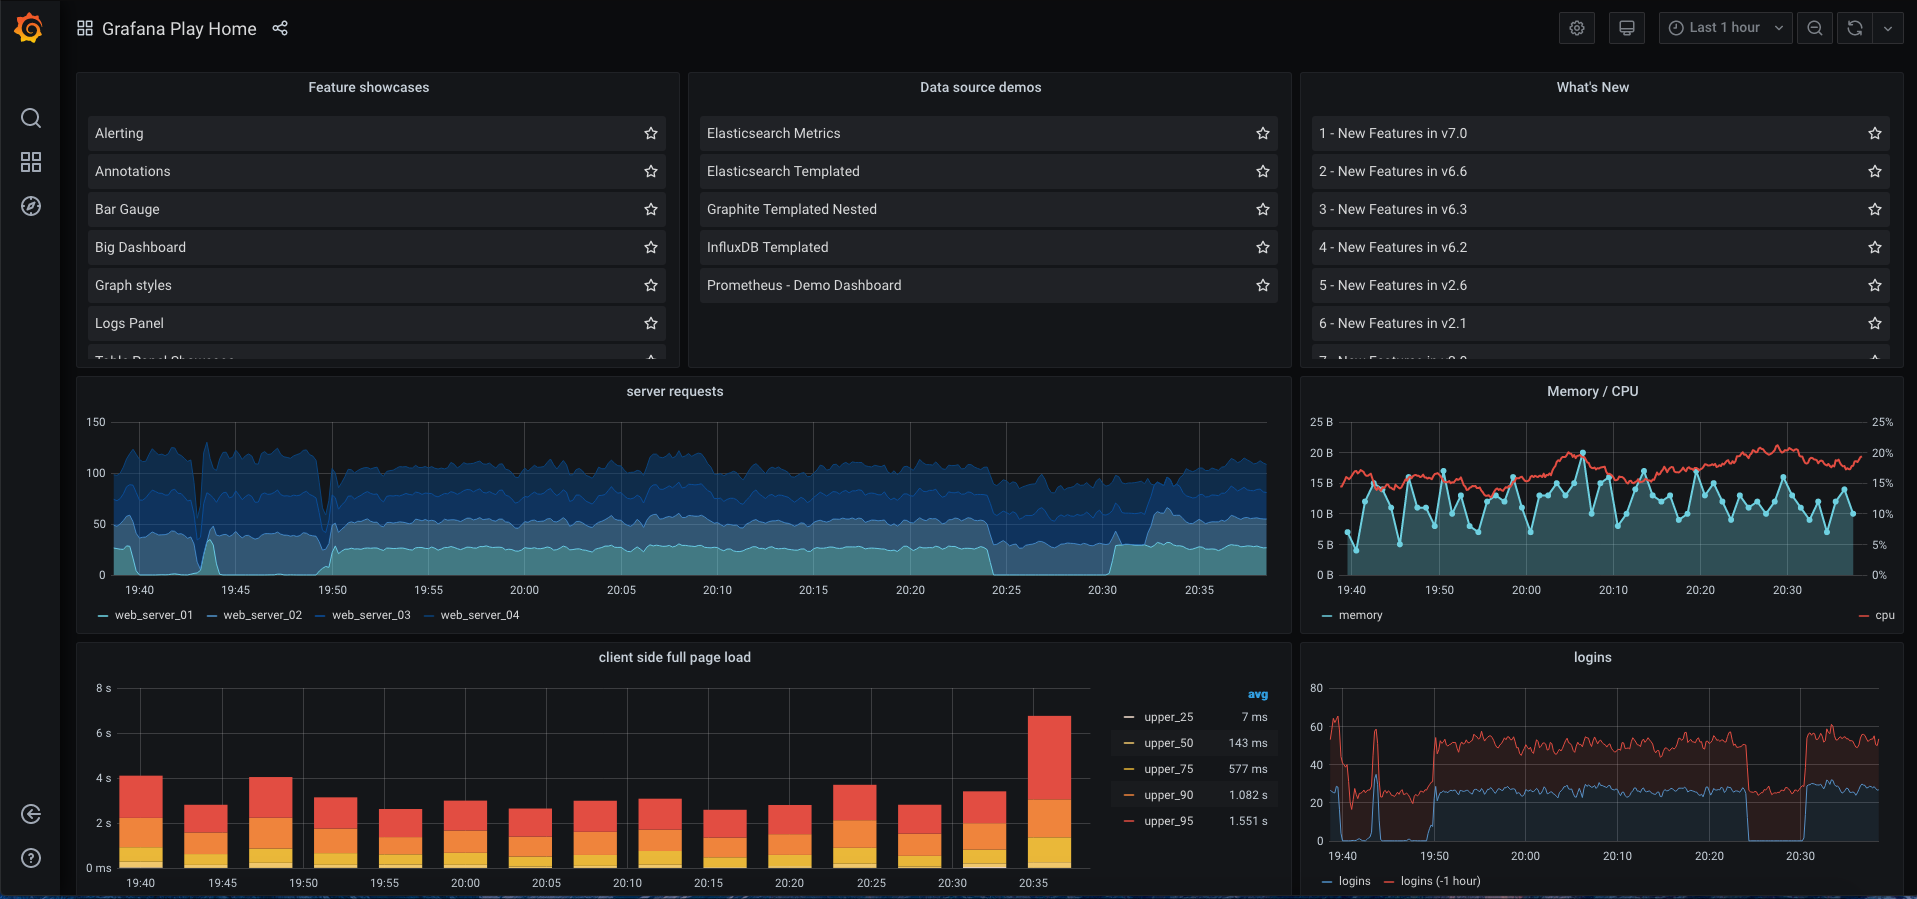 Grafana Play Home
Last 1 hour
Feature showcases
Alerting
Annotations
Bar Gauge
Big Dashboard
Graph styles
Logs Panel
Table Panel Showcase
Data source demos
Elasticsearch Metrics
Elasticsearch Templated
Graphite Templated Nested
InfluxDB Templated
Prometheus - Demo Dashboard
What's New
1 - New Features in v7.0
2 - New Features in v6.6
3 - New Features in v6.3
4 - New Features in v6.2
5 - New Features in v2.6
6 - New Features in v2.1
server requests
150
100
50
0
19:40 19:45 19:50 19:55 20:00 20:05 20:10 20:15 20:20 20:25 20:30 20:35
web_server_01 web_server_02 web_server_03 web_server_04
Memory / CPU
25 B 25%
20 B 20%
15 B 15%
10 B 10%
5 B 5%
0 B 0%
19:40 19:50 20:00 20:10 20:20 20:30
memory cpu
client side full page load
8 s
6 s
4 s
2 s
0 ms
19:40 19:45 19:50 19:55 20:00 20:05 20:10 20:15 20:20 20:25 20:30 20:35
avg
upper_25 7 ms
upper_50 143 ms
upper_75 577 ms
upper_90 1.082 s
upper_95 1.551 s
logins
80
60
40
20
0
19:40 19:50 20:00 20:10 20:20 20:30
logins logins (-1 hour)